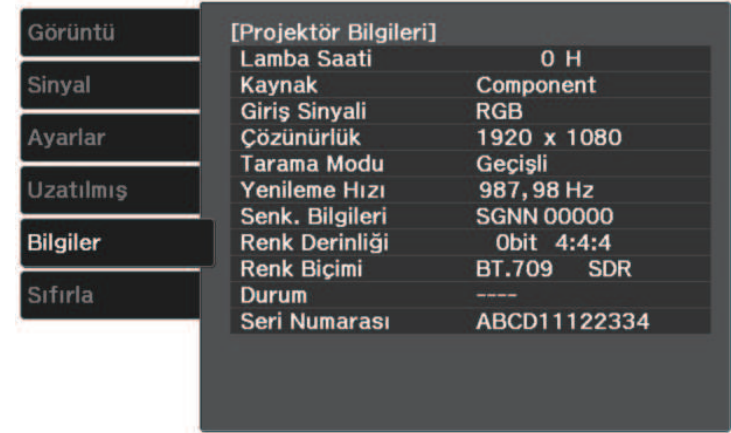 Görüntü
Sinyal
Ayarlar
Uzatılmış
Bilgiler
Sıfırla
[Projektör Bilgileri]
Lamba Saati 0 H
Kaynak Component
Giriş Sinyali RGB
Çözünürlük 1920 x 1080
Tarama Modu Geçişli
Yenileme Hızı 987,98 Hz
Senk. Bilgileri SGNN 00000
Renk Derinliği 0bit 4:4:4
Renk Biçimi BT.709 SDR
Durum ----
Seri Numarası ABCD11122334